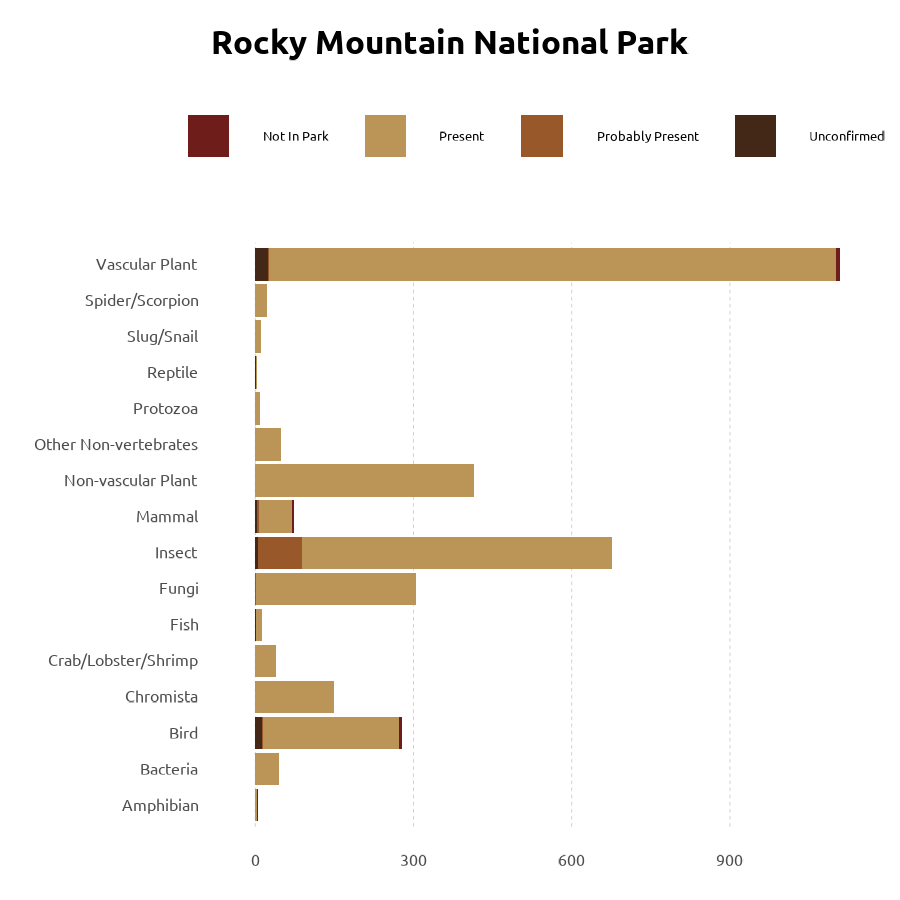 Rocky Mountain National Park
Not In Park
Present
Probably Present
Unconfirmed
Vascular Plant
Spider/Scorpion
Slug/Snail
Reptile
Protozoa
Other Non-vertebrates
Non-vascular Plant
Mammal
Insect
Fungi
Fish
Crab/Lobster/Shrimp
Chromista
Bird
Bacteria
Amphibian
0 300 600 900